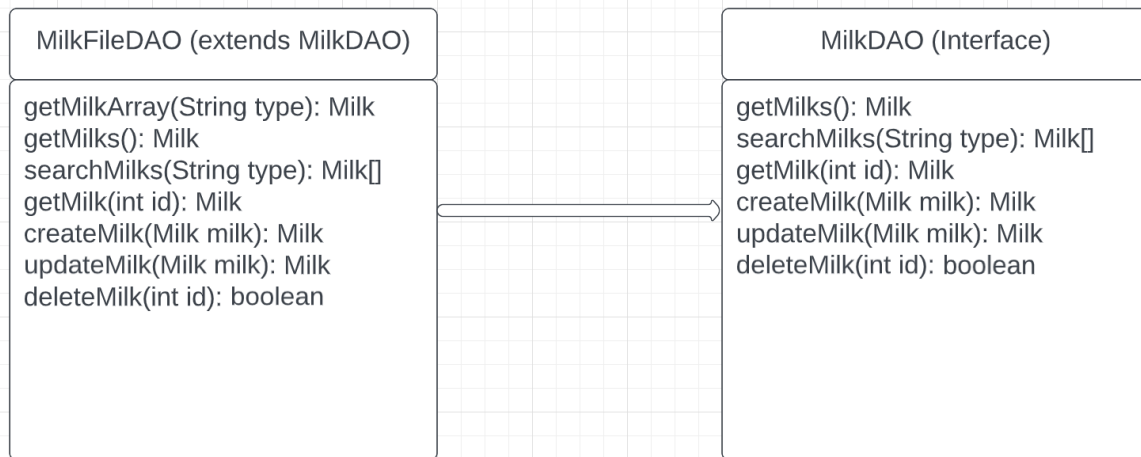 MilkFileDAO (extends MilkDAO)
getMilkArray(String type): Milk
getMilks(): Milk
searchMilks(String type): Milk[]
getMilk(int id): Milk
createMilk(Milk milk): Milk
updateMilk(Milk milk): Milk
deleteMilk(int id): boolean
MilkDAO (Interface)
getMilks(): Milk
searchMilks(String type): Milk[]
getMilk(int id): Milk
createMilk(Milk milk): Milk
updateMilk(Milk milk): Milk
deleteMilk(int id): boolean